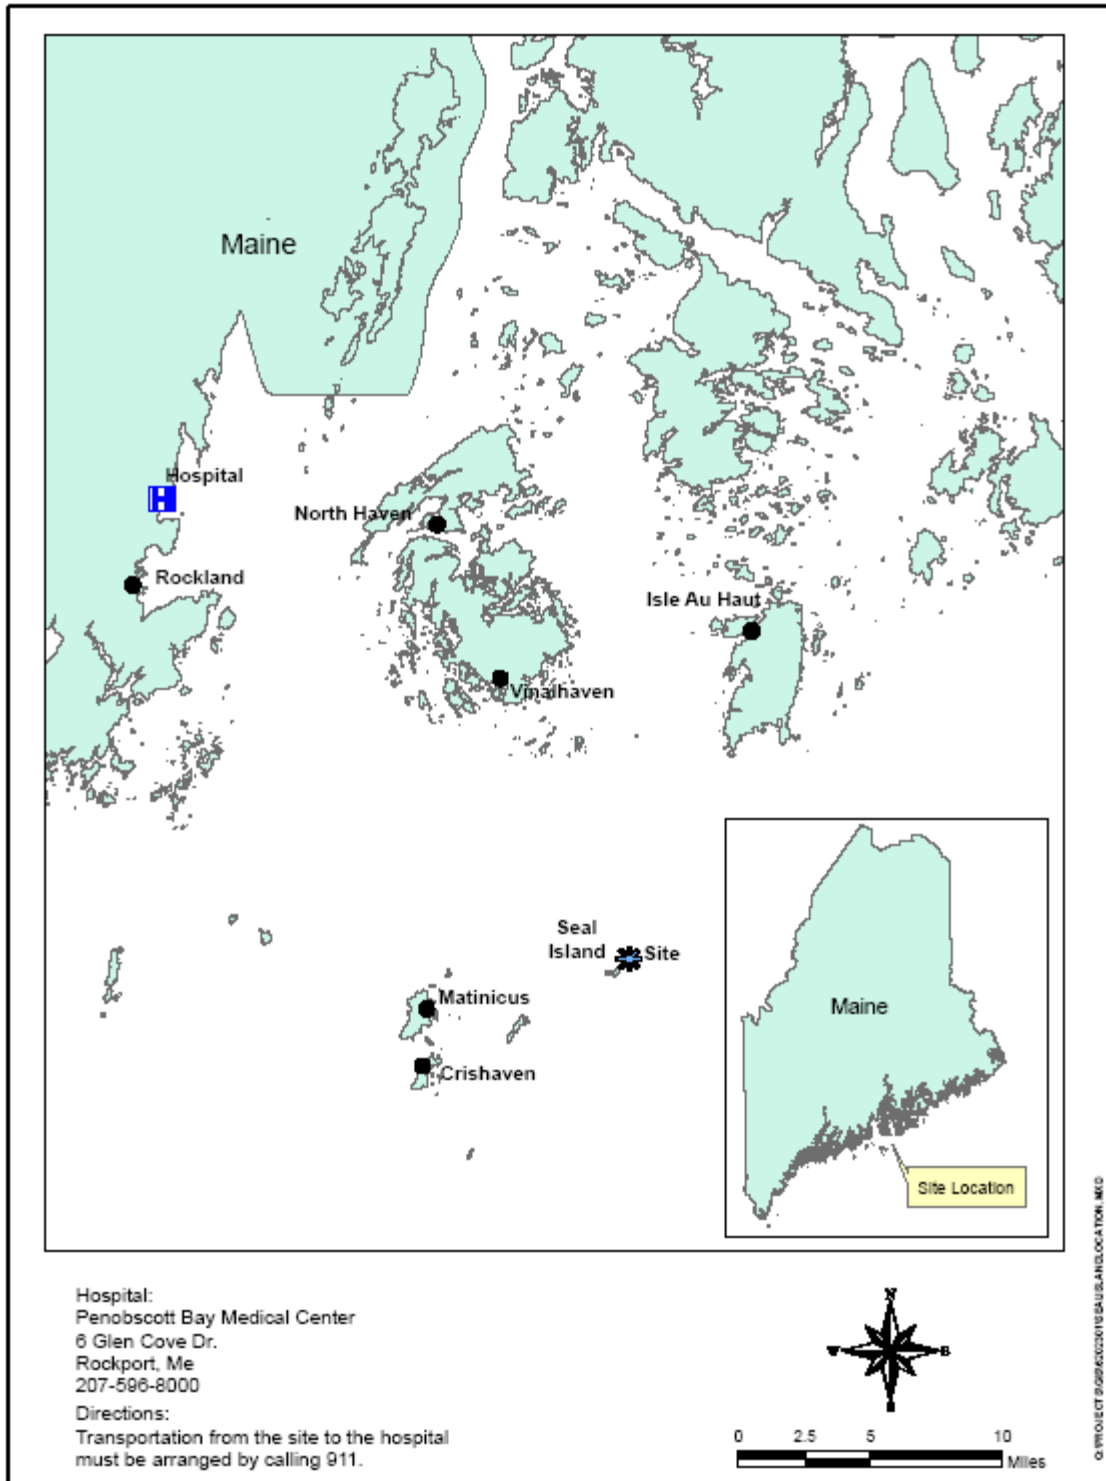 Maine
Hospital
H
North Haven
Rockland
Isle Au Haut
Vinalhaven
Seal
Island
Site
Matinicus
Crishaven
Maine
Site Location
Hospital:
Penobscott Bay Medical Center
6 Glen Cove Dr.
Rockport, Me
207-596-8000
Directions:
Transportation from the site to the hospital
must be arranged by calling 911.
N
W
E
S
0 2.5 5 10
Miles